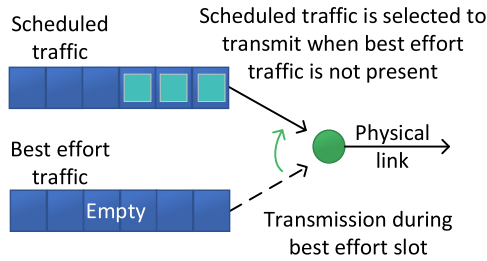 Scheduled
traffic
Scheduled traffic is selected to
transmit when best effort
traffic is not present
Physical
link
Best effort
traffic
Empty
Transmission during
best effort slot